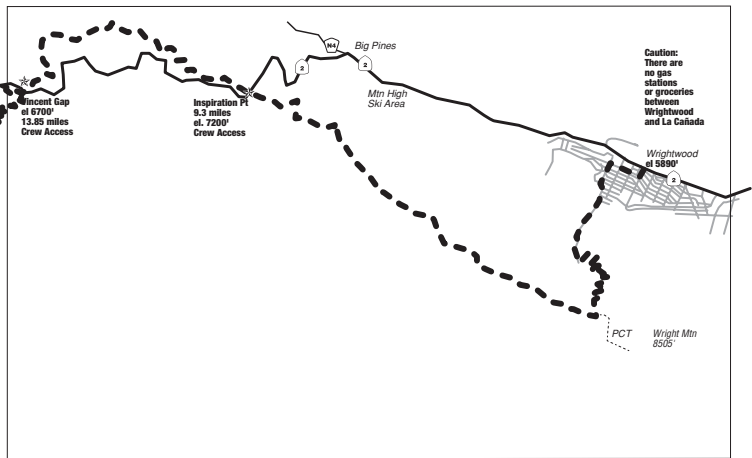 N4
Big Pines
2
2
Mtn High
Ski Area
Caution:
There are
no gas
stations
or groceries
between
Wrightwood
and La Cañada
Vincent Gap
el 6700'
13.85 miles
Crew Access
Inspiration Pt
9.3 miles
el. 7200'
Crew Access
Wrightwood
el 5890'
2
PCT
Wright Mtn
8505'